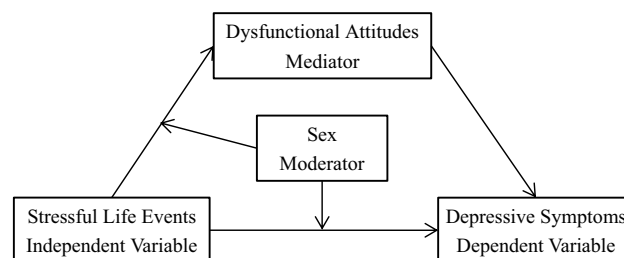 Dysfunctional Attitudes
Mediator
Sex
Moderator
Stressful Life Events
Independent Variable
Depressive Symptoms
Dependent Variable